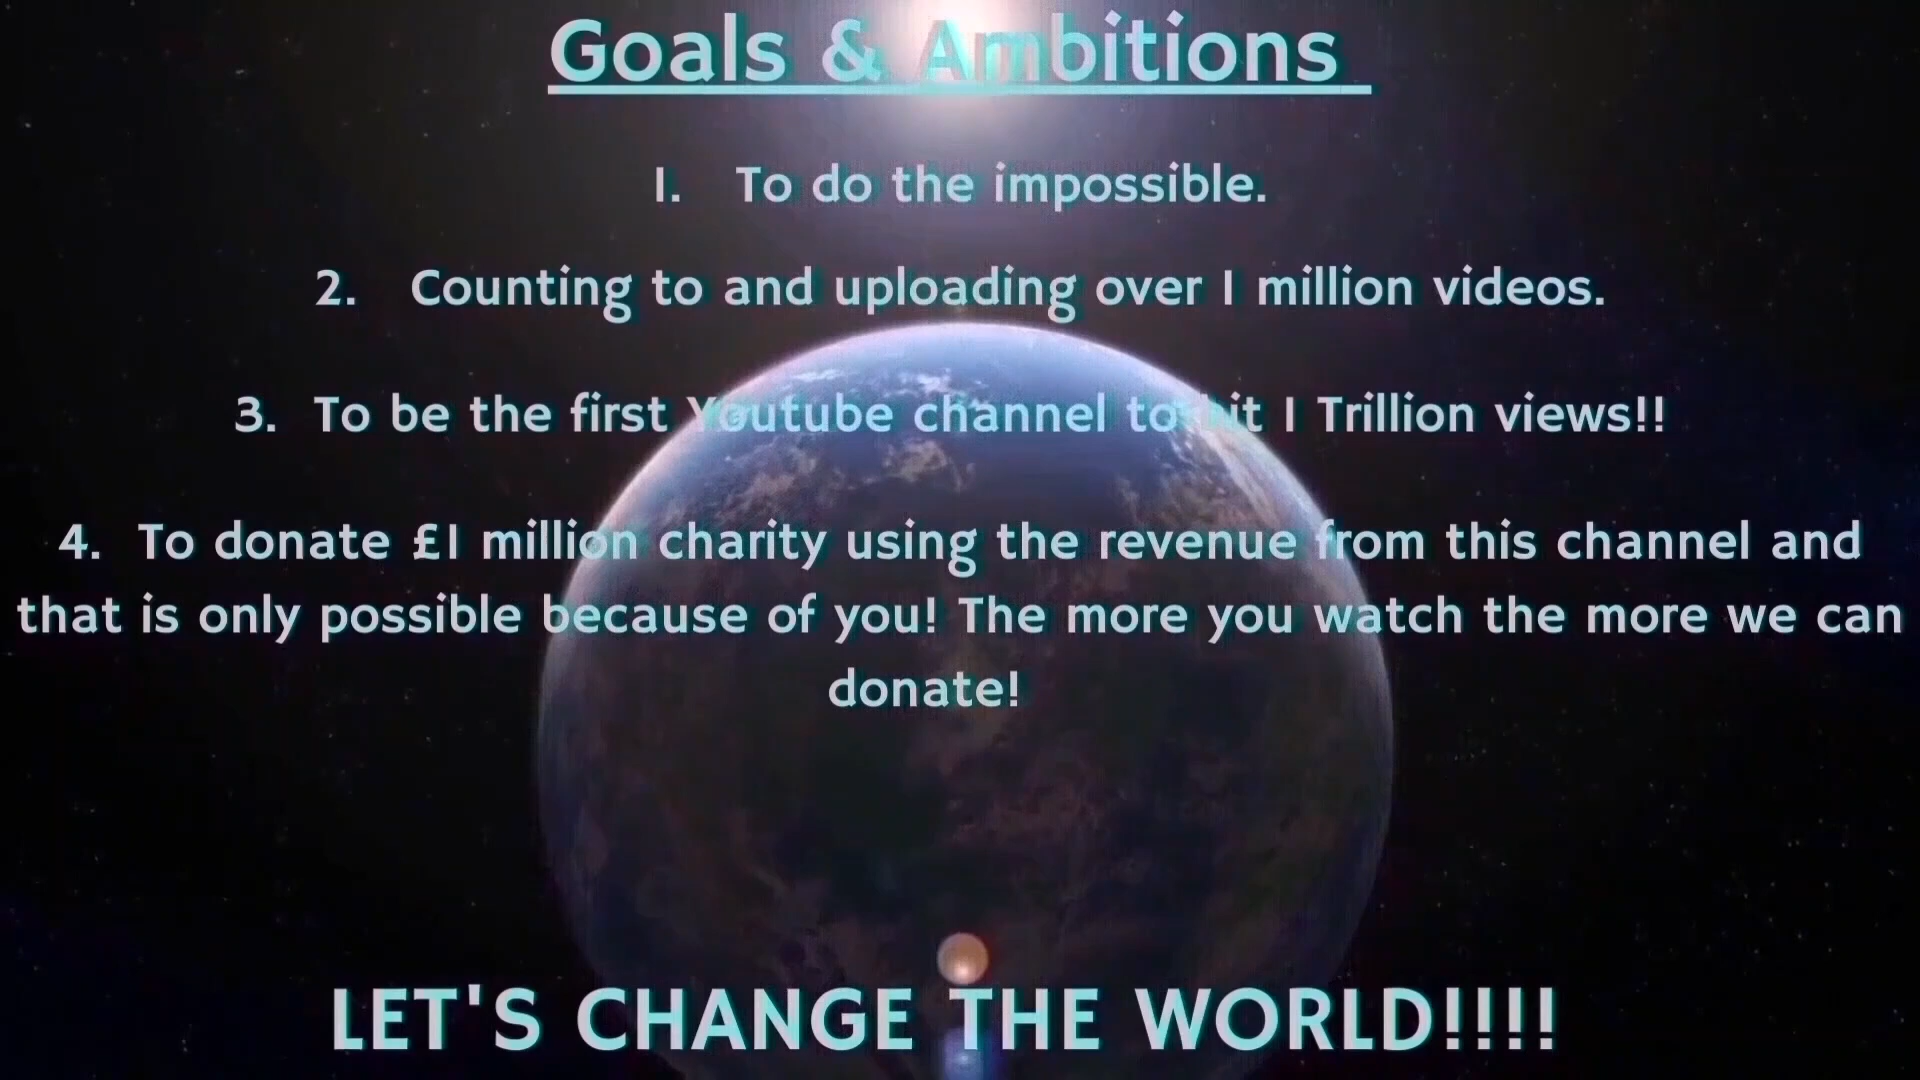 Goals & Ambitions
1. To do the impossible.
2. Counting to and uploading over 1 million videos.
3. To be the first Youtube channel to hit 1 Trillion views!!
4. To donate £1 million charity using the revenue from this channel and
that is only possible because of you! The more you watch the more we can
donate!
LET'S CHANGE THE WORLD!!!!